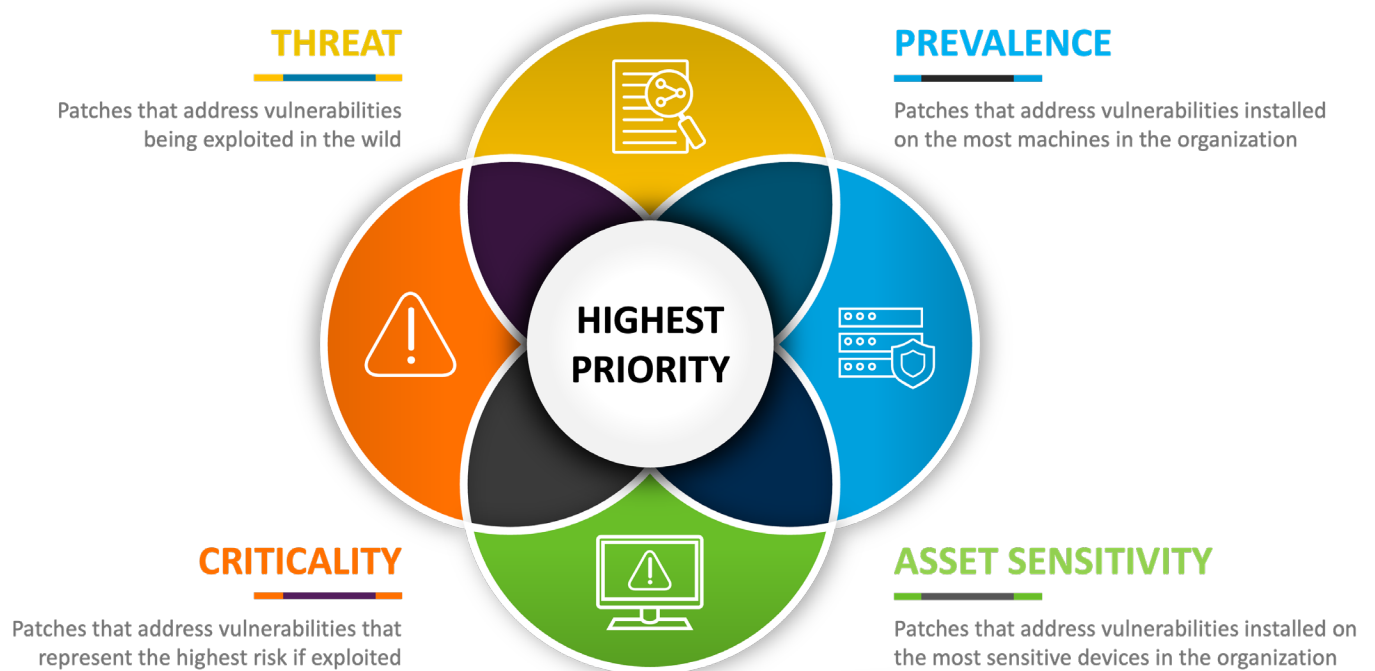 THREAT
Patches that address vulnerabilities
being exploited in the wild
PREVALENCE
Patches that address vulnerabilities installed
on the most machines in the organization
HIGHEST
PRIORITY
CRITICALITY
Patches that address vulnerabilities that
represent the highest risk if exploited
ASSET SENSITIVITY
Patches that address vulnerabilities installed on
the most sensitive devices in the organization